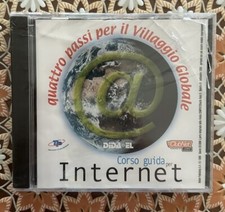 quattro passi per il Villaggio Globale
@
DIDA EL
Corso guida per
Internet